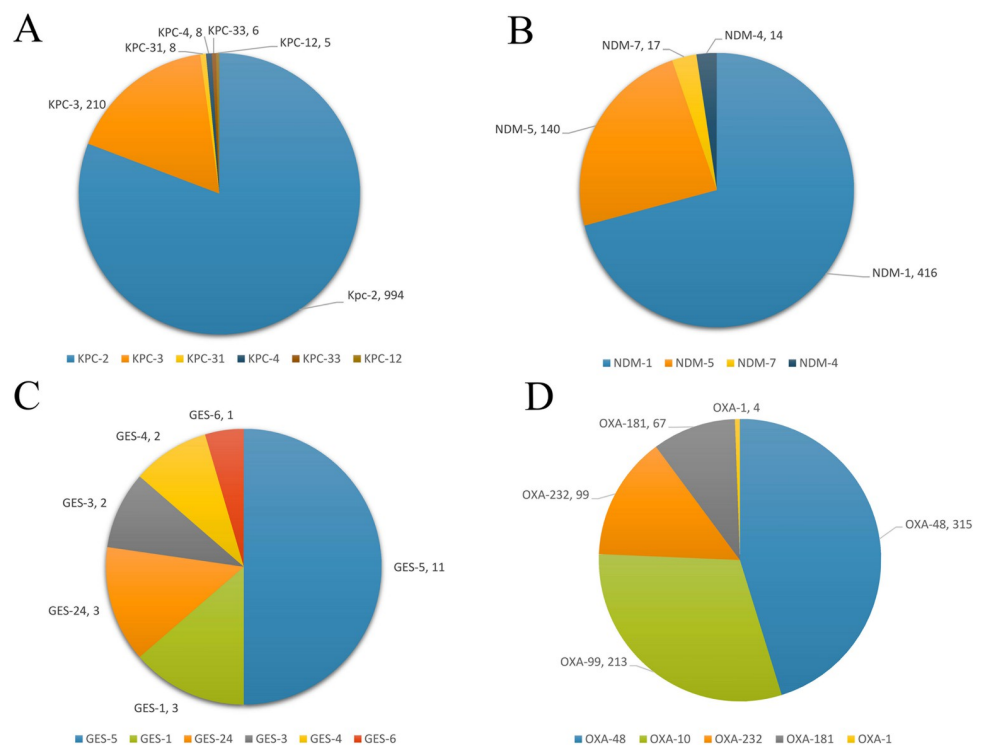 A
KPC-4, 8
KPC-33, 6
KPC-31, 8
KPC-12, 5
KPC-3, 210
Kpc-2, 994
KPC-2 KPC-3 KPC-31 KPC-4 KPC-33 KPC-12
B
NDM-7, 17
NDM-4, 14
NDM-5, 140
NDM-1, 416
NDM-1 NDM-5 NDM-7 NDM-4
C
GES-6, 1
GES-4, 2
GES-3, 2
GES-5, 11
GES-24, 3
GES-1, 3
GES-5 GES-1 GES-24 GES-3 GES-4 GES-6
D
OXA-1, 4
OXA-181, 67
OXA-232, 99
OXA-48, 315
OXA-99, 213
OXA-48 OXA-10 OXA-232 OXA-181 OXA-1